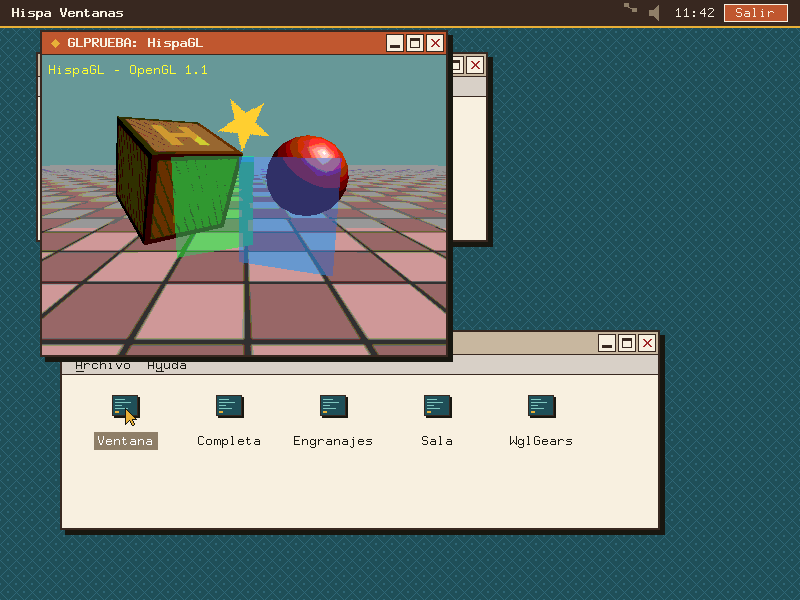 Hispa Ventanas
11:42
Salir
GLPRUEBA: HispaGL
HispaGL - OpenGL 1.1
H
Archivo Ayuda
Ventana Completa Engranajes Sala WglGears